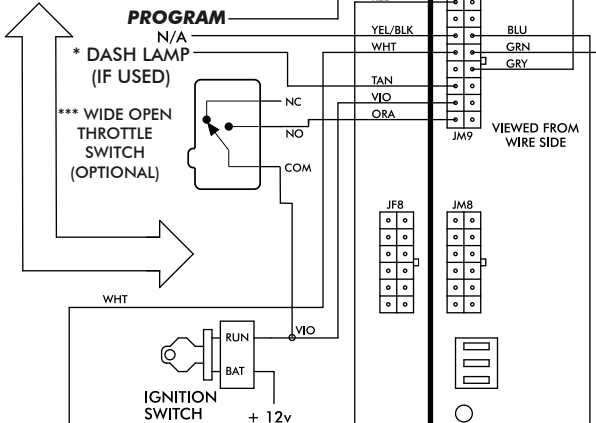 PROGRAM
N/A
YEL/BLK
BLU
* DASH LAMP
(IF USED)
WHT
GRN
GRY
TAN
NC
VIO
*** WIDE OPEN
THROTTLE
SWITCH
(OPTIONAL)
NO
ORA
JM9
VIEWED FROM
WIRE SIDE
COM
JF8
JM8
WHT
RUN
VIO
BAT
IGNITION
SWITCH
+ 12v